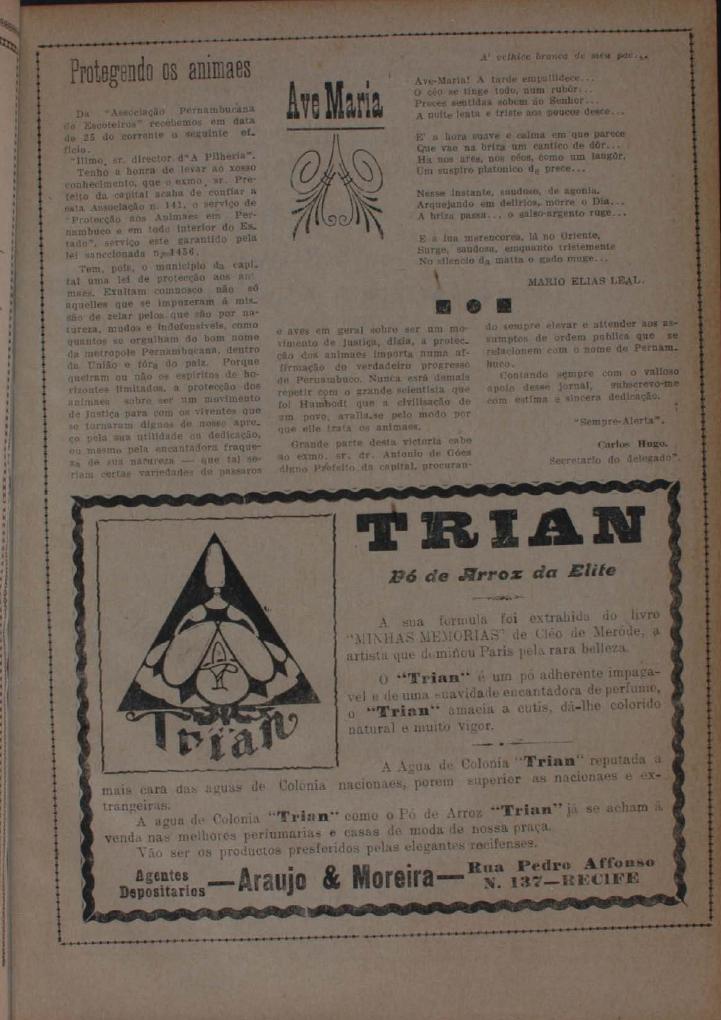 Protegendo os animaes
Da "Associação Pernambucana
de Escoteiros" recebemos em data
de 25 do corrente o seguinte of-
ficio.
"Illmo. sr. director d"A Pilheria".
Tenho a honra de levar ao vosso
conhecimento, que o exmo. sr. Pre-
feito da capital acaba de confiar a
esta Associação n. 141, o serviço de
"Protecção aos Animaes em Per-
nambuco e em todo interior do Es-
tado", serviço este garantido pela
lei sanccionada n. 1456.
Tem, pois, o municipio da capi-
tal uma lei de protecção aos ani-
maes. Exultam comnosco não só
aquelles que se impuzeram á mis-
são de zelar pelos que são por na-
tureza, mudos e indefensiveis, como
quantos se orgulham do bom nome
da metropole Pernambucana, dentro
da União e fóra do paiz. Porque
queiram ou não os espiritos de ho-
rizontes limitados, a protecção dos
animaes sobre ser um movimento
de Justiça para com os viventes que
se tornaram dignos de nosso apre-
ço pela sua utilidade ou dedicação,
ou mesmo pela encantadora fraque-
za de sua natureza — que tal se-
riam certas variedades de passaros
e aves em geral sobre ser um mo-
vimento de Justiça, dizia, a protec-
ção dos animaes importa numa af-
firmação do verdadeiro progresso
de Pernambuco. Nunca será demais
repetir com o grande scientista que
foi Humbodt que a civilisação de
um povo, avalia-se pelo modo por
que elle trata os animaes.
Grande parte desta victoria cabe
ao exmo. sr. dr. Antonio de Góes
digno Prefeito da capital, procuran-
do sempre elevar e attender aos as-
sumptos de ordem publica que se
relacionem com o nome de Pernam-
buco.
Contando sempre com o valioso
apoio desse jornal, subscrevo-me
com estima e sincera dedicação.
"Sempre-Alerta".
Carlos Hugo.
Secretario do delegado".
Ave Maria
A' velhice branca de meu pae...
Ave-Maria! A tarde empallidece...
O céo se tinge todo, num rubôr...
Preces sentidas sobem ao Senhor...
A noite lenta e triste aos poucos desce...
E' a hora suave e calma em que parece
Que vae na briza um cantico de dôr...
Ha nos ares, nos céos, como um langôr,
Um suspiro platonico de prece...
Nesse instante, saudoso, de agonia,
Arquejando em delirios, morre o Dia...
A briza passa... o salso-argento ruge...
E a lua merencorea, lá no Oriente,
Surge, saudosa, emquanto tristemente
No silencio da matta o gado muge...
MARIO ELIAS LEAL.
Trian
TRIAN
Pó de Arroz da Elite
A sua formula foi extrahida do livro
"MINHAS MEMORIAS" de Cléo de Merôde, a
artista que dominou Paris pela rara belleza.
O "Trian" é um pó adherente impaga-
vel e de uma suavidade encantadora de perfume,
o "Trian" amacia a cutis, dá-lhe colorido
natural e muito vigor.
A Agua de Colonia "Trian" reputada a
mais cara das aguas de Colonia nacionaes, porem superior as nacionaes e ex-
trangeiras.
A agua de Colonia "Trian" como o Pó de Arroz "Trian" já se acham á
venda nas melhores perfumarias e casas de moda de nossa praça.
Vão ser os productos presferidos pelas elegantes recifenses.
Agentes
Depositarios
—Araujo & Moreira—
Rua Pedro Affonso
N. 137—RECIFE